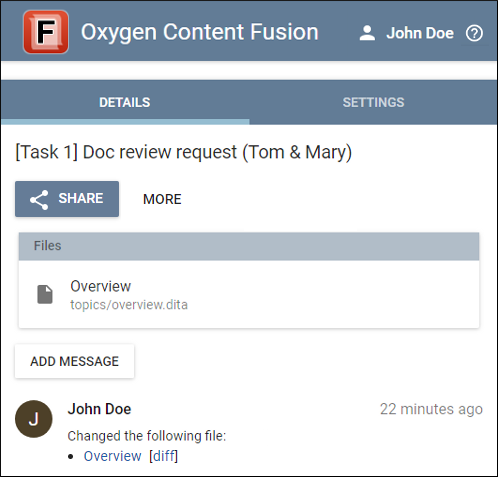 F Oxygen Content Fusion John Doe ?
DETAILS SETTINGS
[Task 1] Doc review request (Tom & Mary)
SHARE MORE
Files
Overview
topics/overview.dita
ADD MESSAGE
J John Doe 22 minutes ago
Changed the following file:
• Overview [diff]